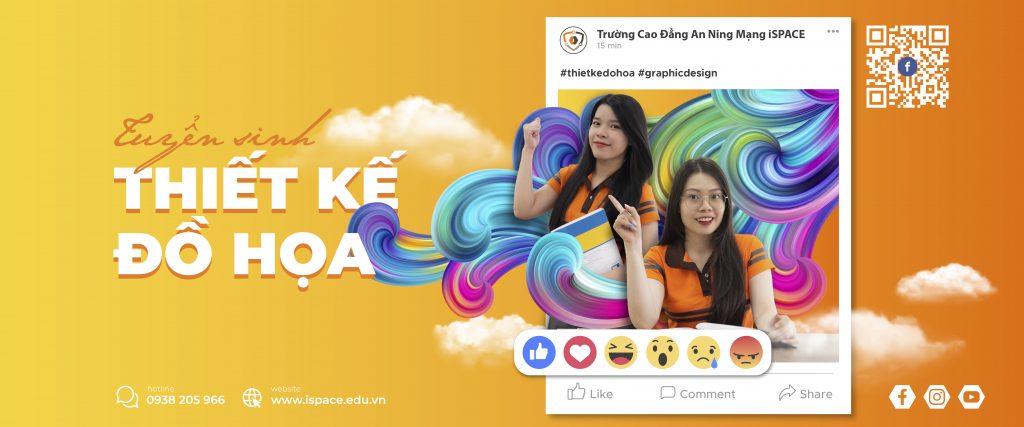 Tuyển sinh
THIẾT KẾ
ĐỒ HỌA
hotline
0938 205 966
website
www.ispace.edu.vn
Trường Cao Đẳng An Ning Mạng iSPACE
15 min
#thietkedohoa #graphicdesign
Like
Comment
Share